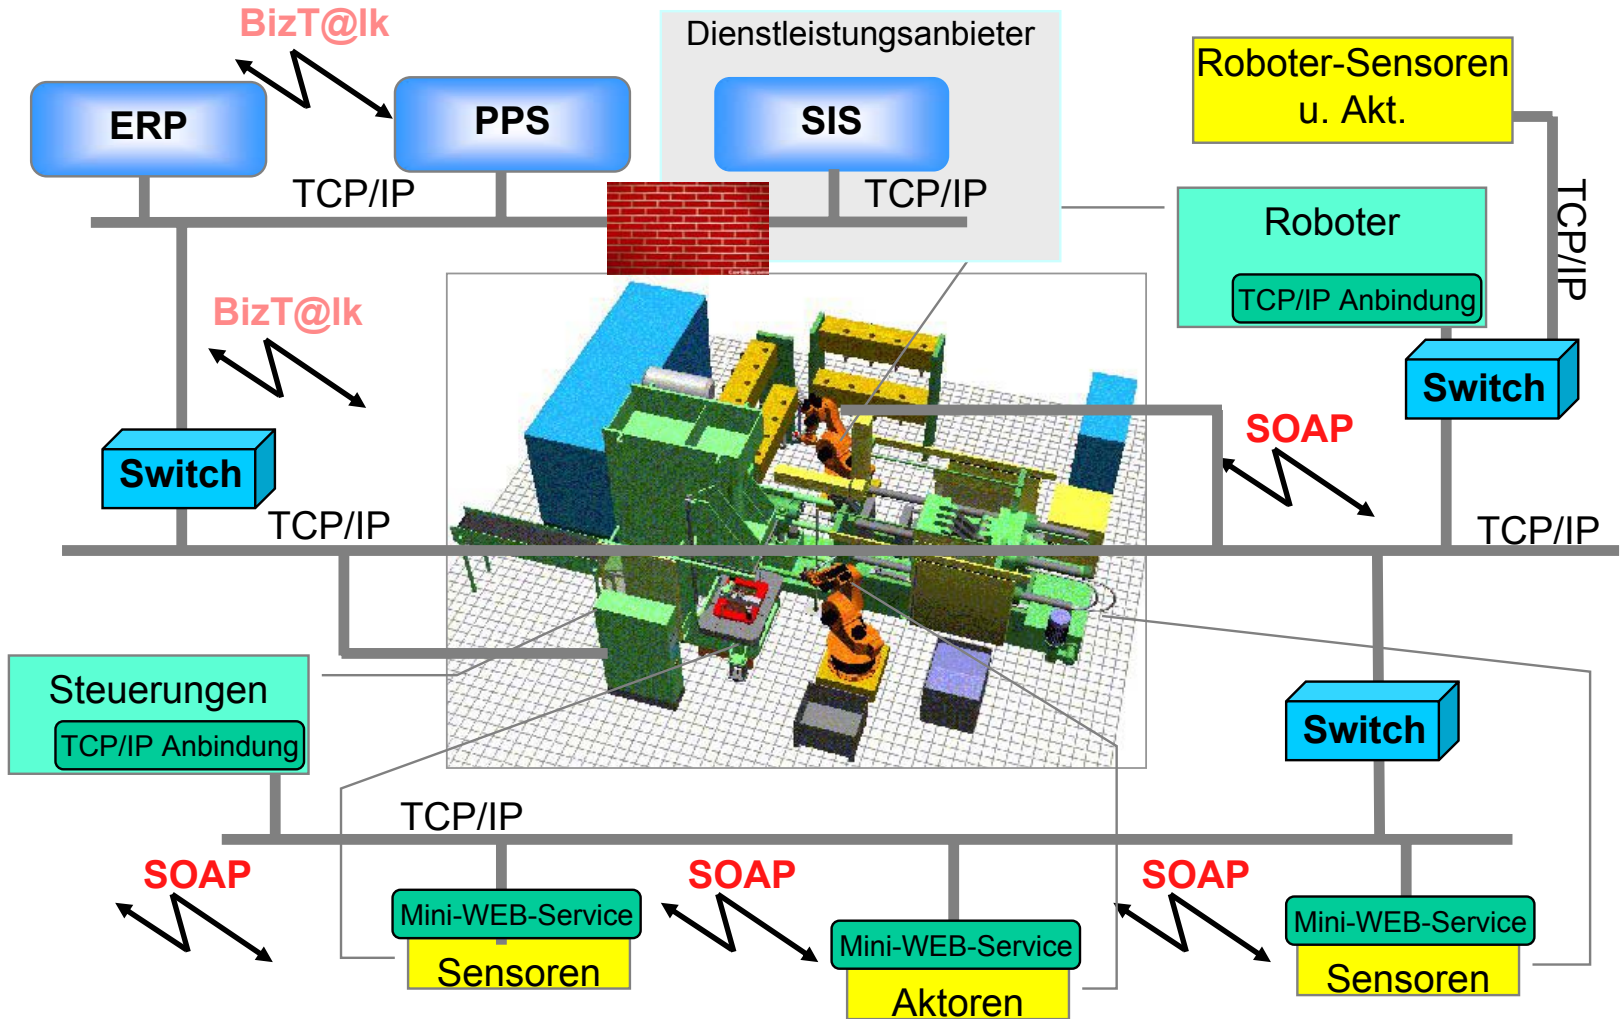 BizT@lk
Dienstleistungsanbieter
ERP
PPS
SIS
Roboter-Sensoren
u. Akt.
TCP/IP
TCP/IP
TCP/IP
Roboter
TCP/IP Anbindung
BizT@lk
Switch
Switch
SOAP
TCP/IP
TCP/IP
Steuerungen
TCP/IP Anbindung
Switch
TCP/IP
SOAP
SOAP
SOAP
Mini-WEB-Service
Sensoren
Mini-WEB-Service
Aktoren
Mini-WEB-Service
Sensoren